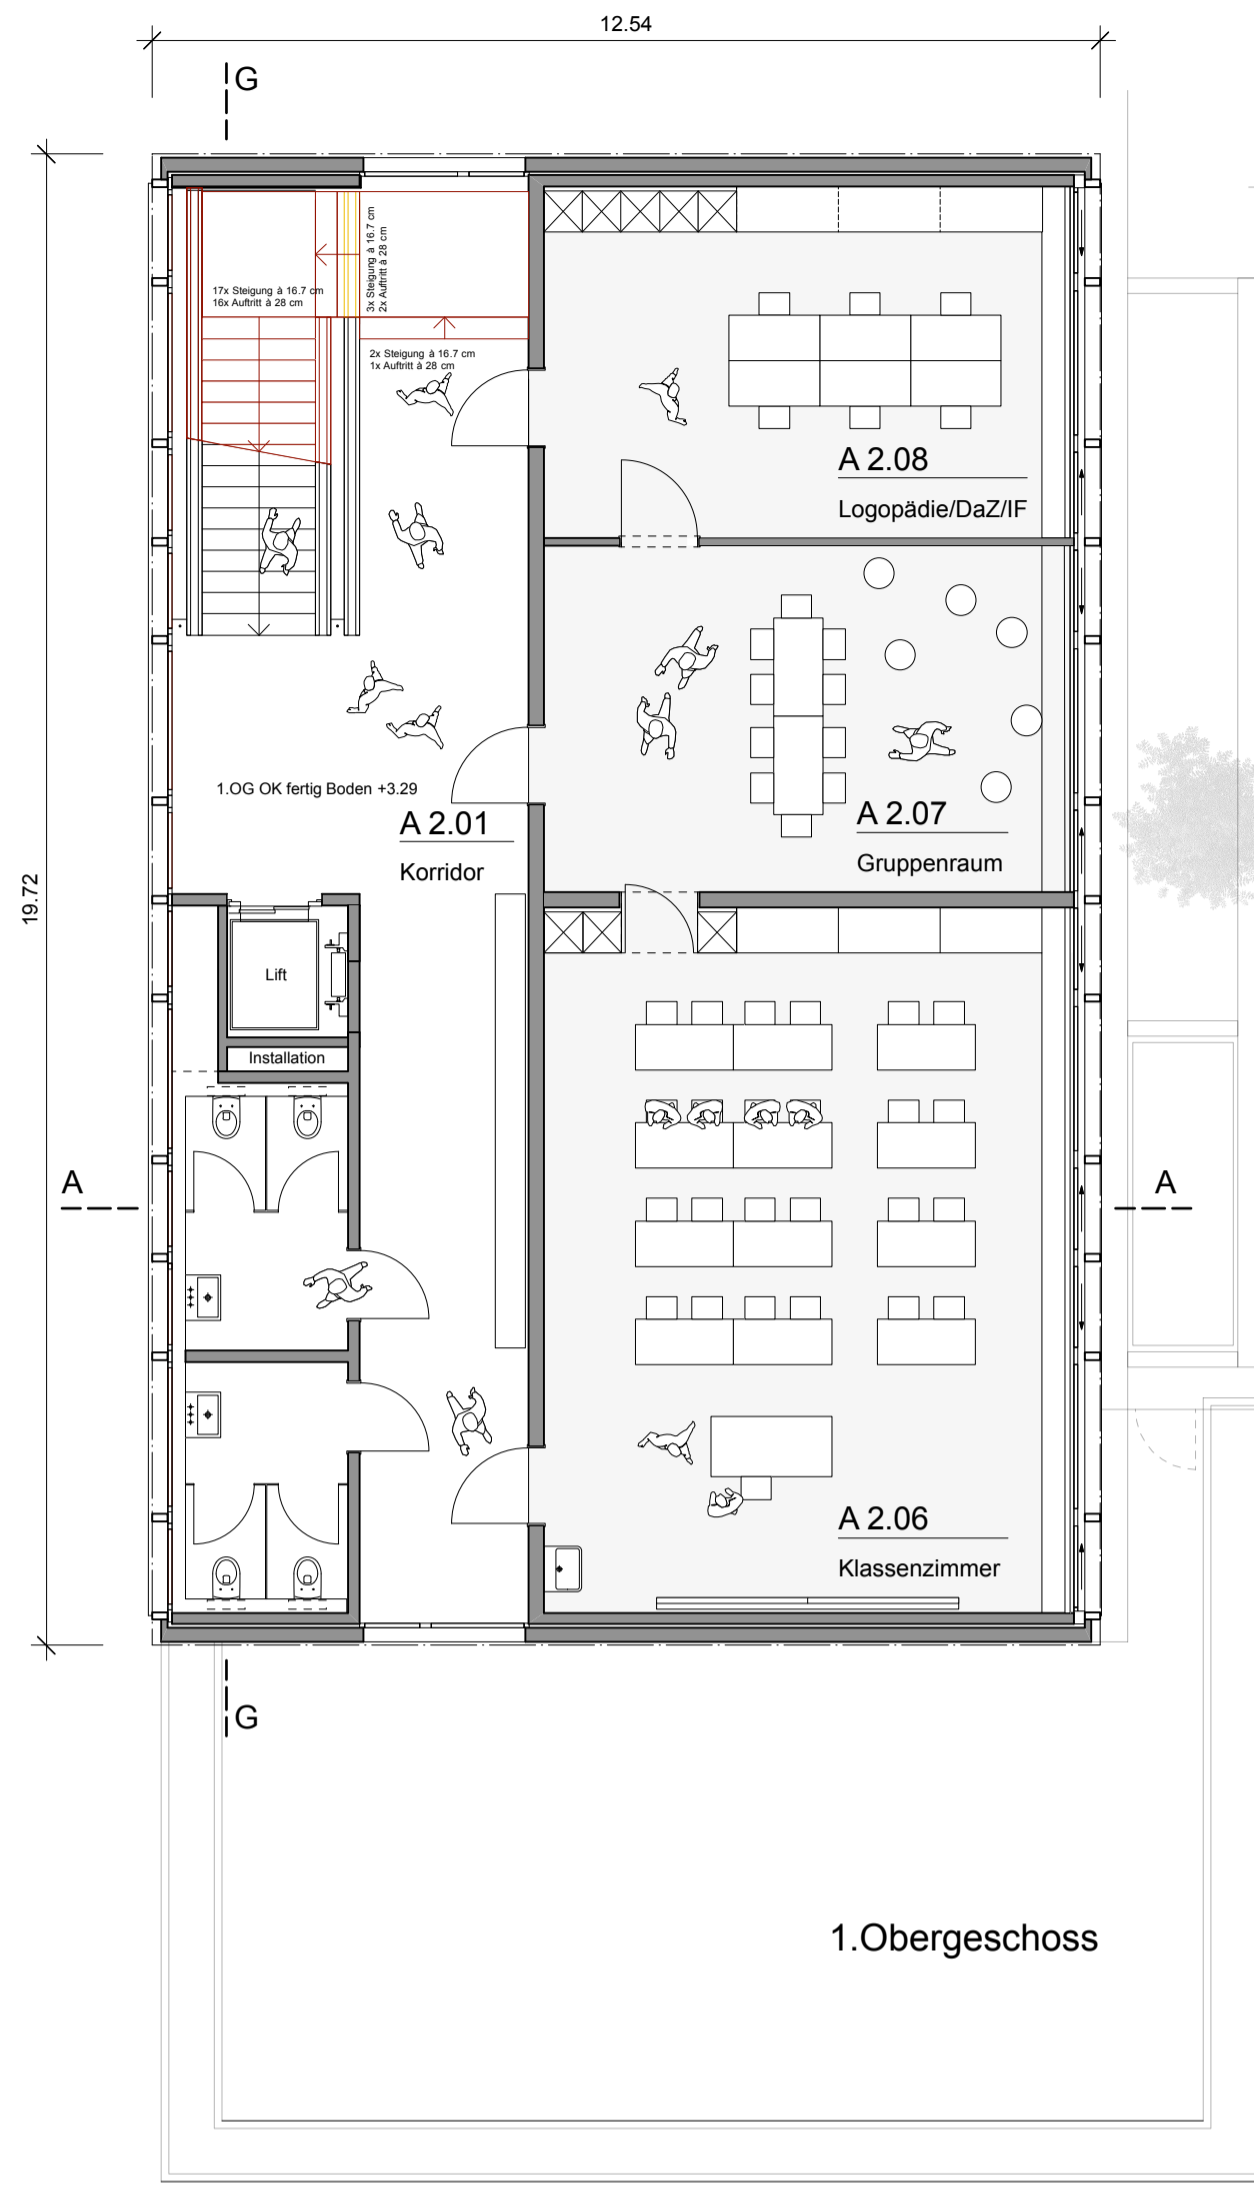 12.54
G
17x Steigung à 16.7 cm
16x Auftritt à 28 cm
3x Steigung à 16.7 cm
2x Auftritt à 28 cm
2x Steigung à 16.7 cm
1x Auftritt à 28 cm
A 2.08
Logopädie/DaZ/IF
1.OG OK fertig Boden +3.29
A 2.01
Korridor
A 2.07
Gruppenraum
19.72
Lift
Installation
A
A
A 2.06
Klassenzimmer
G
1.Obergeschoss